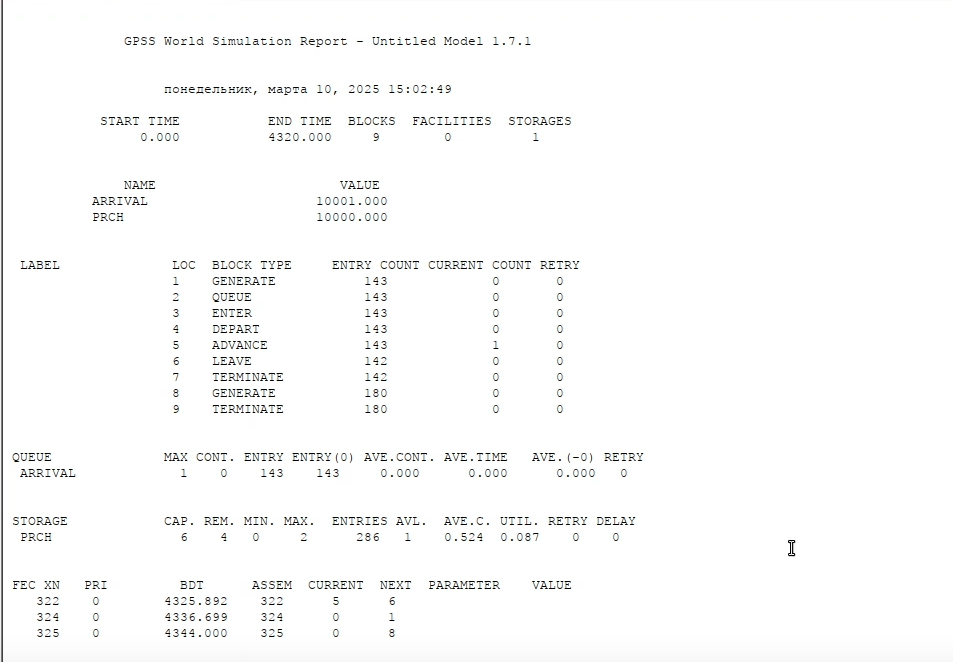 GPSS World Simulation Report - Untitled Model 1.7.1
понедельник, марта 10, 2025 15:02:49
START TIME END TIME BLOCKS FACILITIES STORAGES
0.000 4320.000 9 0 1
NAME VALUE
ARRIVAL 10001.000
PRCH 10000.000
LABEL LOC BLOCK TYPE ENTRY COUNT CURRENT COUNT RETRY
1 GENERATE 143 0 0
2 QUEUE 143 0 0
3 ENTER 143 0 0
4 DEPART 143 0 0
5 ADVANCE 143 1 0
6 LEAVE 142 0 0
7 TERMINATE 142 0 0
8 GENERATE 180 0 0
9 TERMINATE 180 0 0
QUEUE MAX CONT. ENTRY ENTRY(0) AVE.CONT. AVE.TIME AVE.(-0) RETRY
ARRIVAL 1 0 143 143 0.000 0.000 0.000 0
STORAGE CAP. REM. MIN. MAX. ENTRIES AVL. AVE.C. UTIL. RETRY DELAY
PRCH 6 4 0 2 286 1 0.524 0.087 0 0
FEC XN PRI BDT ASSEM CURRENT NEXT PARAMETER VALUE
322 0 4325.892 322 5 6
324 0 4336.699 324 0 1
325 0 4344.000 325 0 8